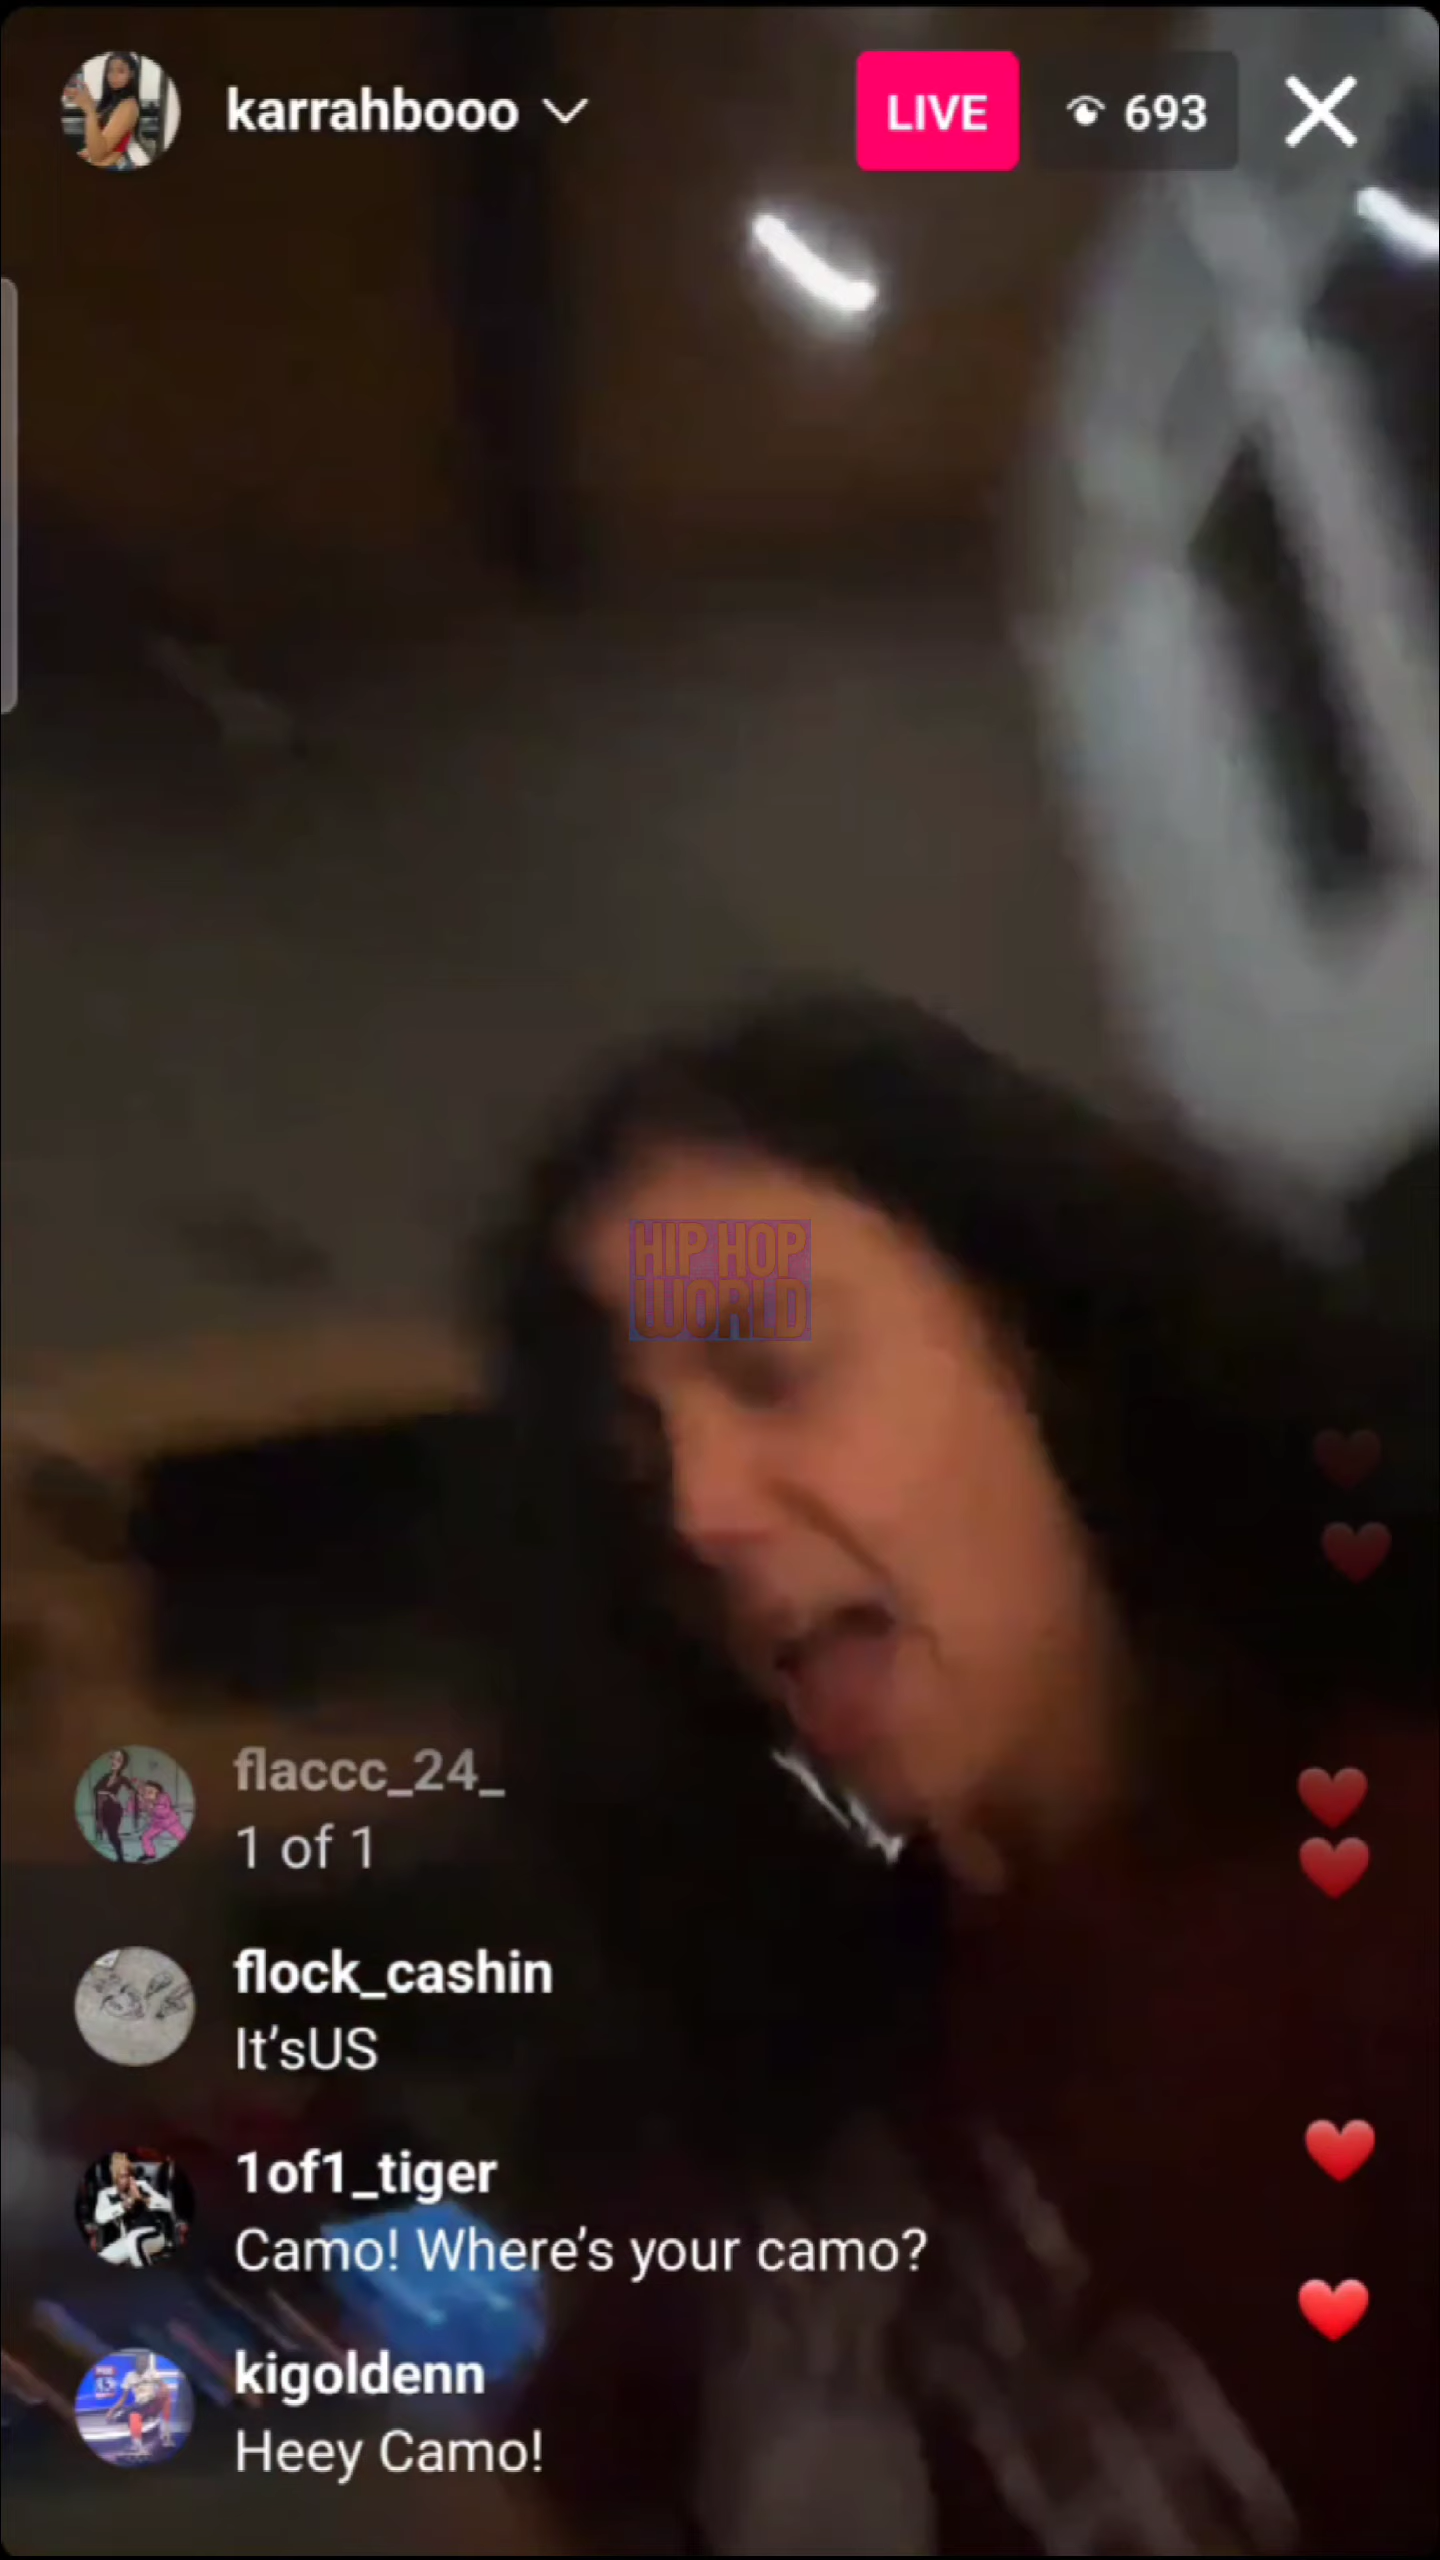 karrahbooo
LIVE
693
HIP HOP
WORLD
flaccc_24_
1 of 1
flock_cashin
It’sUS
1of1_tiger
Camo! Where’s your camo?
kigoldenn
Heey Camo!